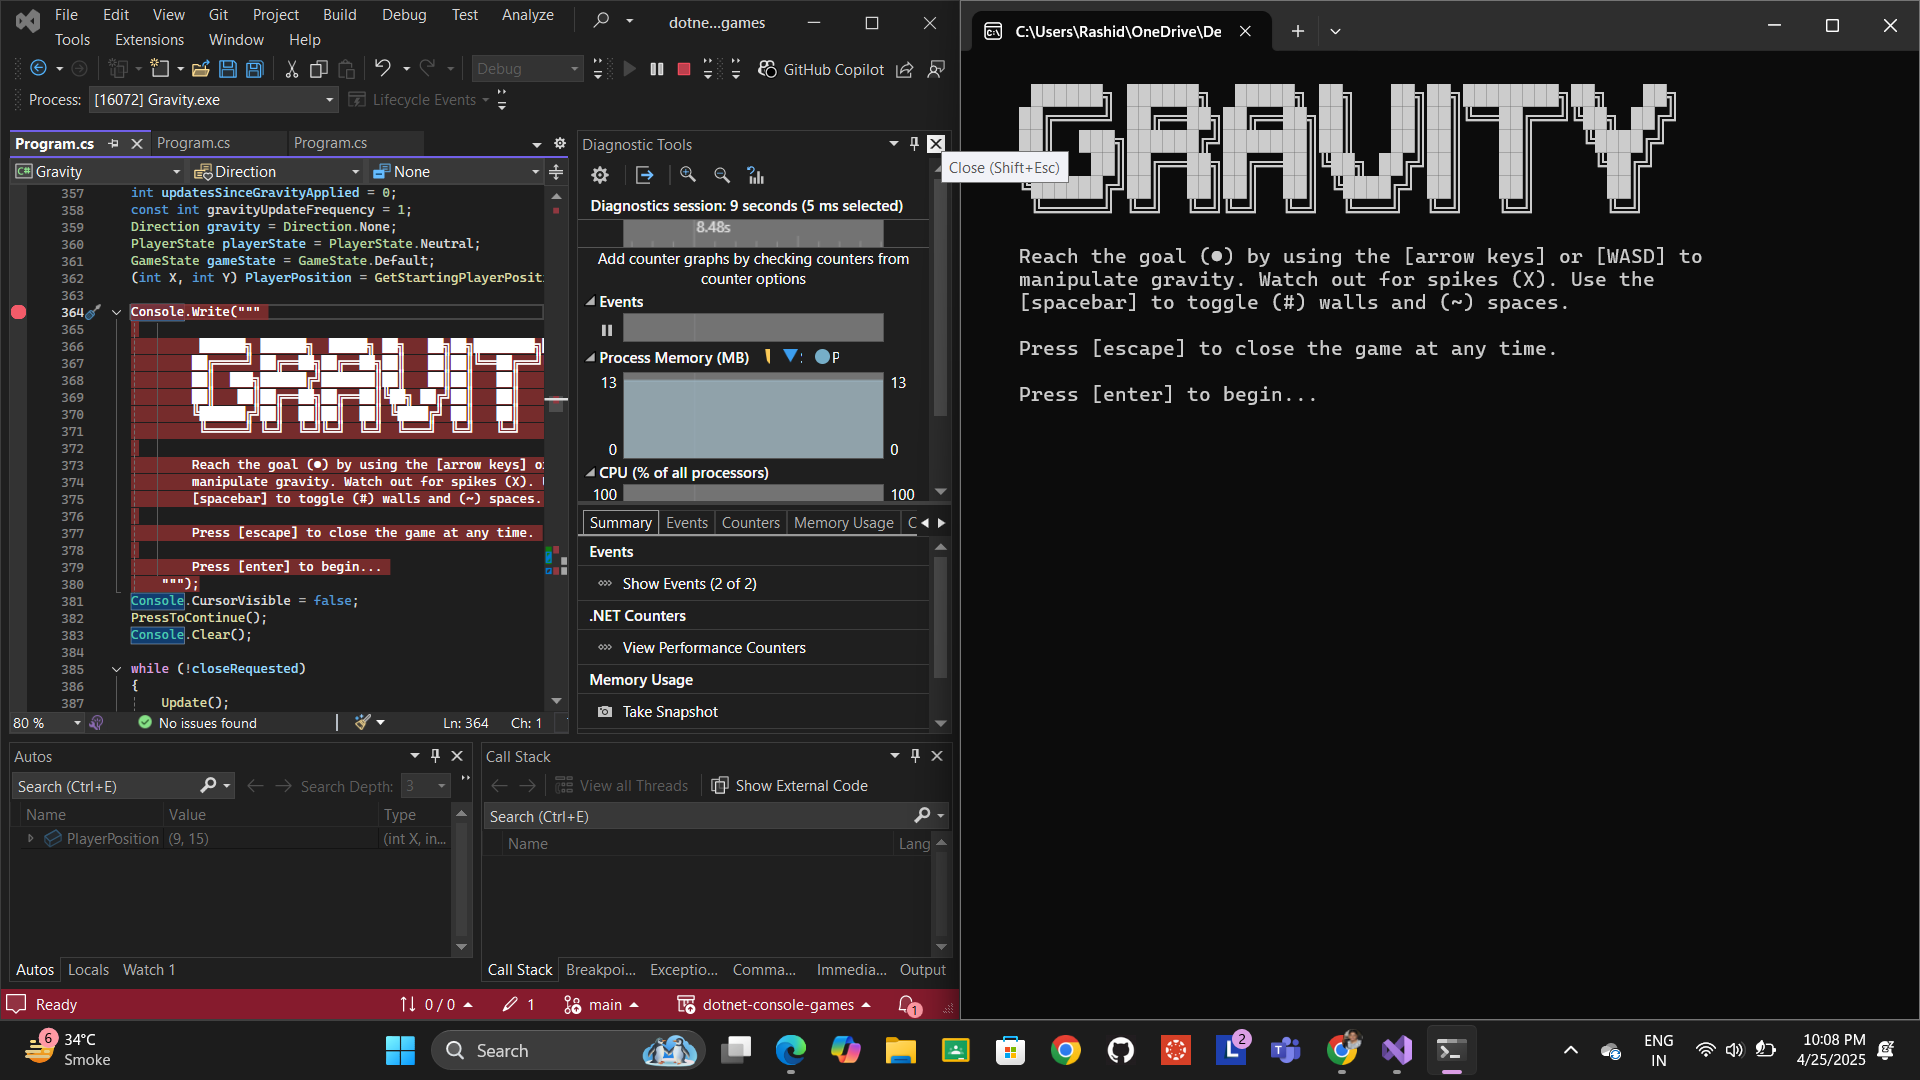 File Edit View Git Project Build Debug Test Analyze
dotne...games
Tools Extensions Window Help
Debug
GitHub Copilot
Process: [16072] Gravity.exe
Lifecycle Events
Program.cs Program.cs Program.cs
Gravity Direction None
357 int updatesSinceGravityApplied = 0;
358 const int gravityUpdateFrequency = 1;
359 Direction gravity = Direction.None;
360 PlayerState playerState = PlayerState.Neutral;
361 GameState gameState = GameState.Default;
362 (int X, int Y) PlayerPosition = GetStartingPlayerPosit
363
364 Console.Write("""
365
366
367
368 GRAVIT
369
370
371
372
373 Reach the goal (●) by using the [arrow keys] o
374 manipulate gravity. Watch out for spikes (X).
375 [spacebar] to toggle (#) walls and (~) spaces.
376
377 Press [escape] to close the game at any time.
378
379 Press [enter] to begin...
380 """);
381 Console.CursorVisible = false;
382 PressToContinue();
383 Console.Clear();
384
385 while (!closeRequested)
386 {
387 Update();
80 % No issues found Ln: 364 Ch: 1
Diagnostic Tools
Close (Shift+Esc)
Diagnostics session: 9 seconds (5 ms selected)
8.48s
Add counter graphs by checking counters from
counter options
Events
Process Memory (MB) P
13 13
0 0
CPU (% of all processors)
100 100
Summary Events Counters Memory Usage C
Events
Show Events (2 of 2)
.NET Counters
View Performance Counters
Memory Usage
Take Snapshot
Autos
Search (Ctrl+E) Search Depth: 3
Name Value Type
PlayerPosition (9, 15) (int X, in...
Autos Locals Watch 1
Call Stack
View all Threads Show External Code
Search (Ctrl+E)
Name Lang
Call Stack Breakpoi... Exceptio... Comma... Immedia... Output
Ready 0 / 0 1 main dotnet-console-games 1
C:\Users\Rashid\OneDrive\De
GRAVITY
Reach the goal (●) by using the [arrow keys] or [WASD] to
manipulate gravity. Watch out for spikes (X). Use the
[spacebar] to toggle (#) walls and (~) spaces.
Press [escape] to close the game at any time.
Press [enter] to begin...
6
34°C
Smoke
Search
2
ENG
IN
10:08 PM
4/25/2025